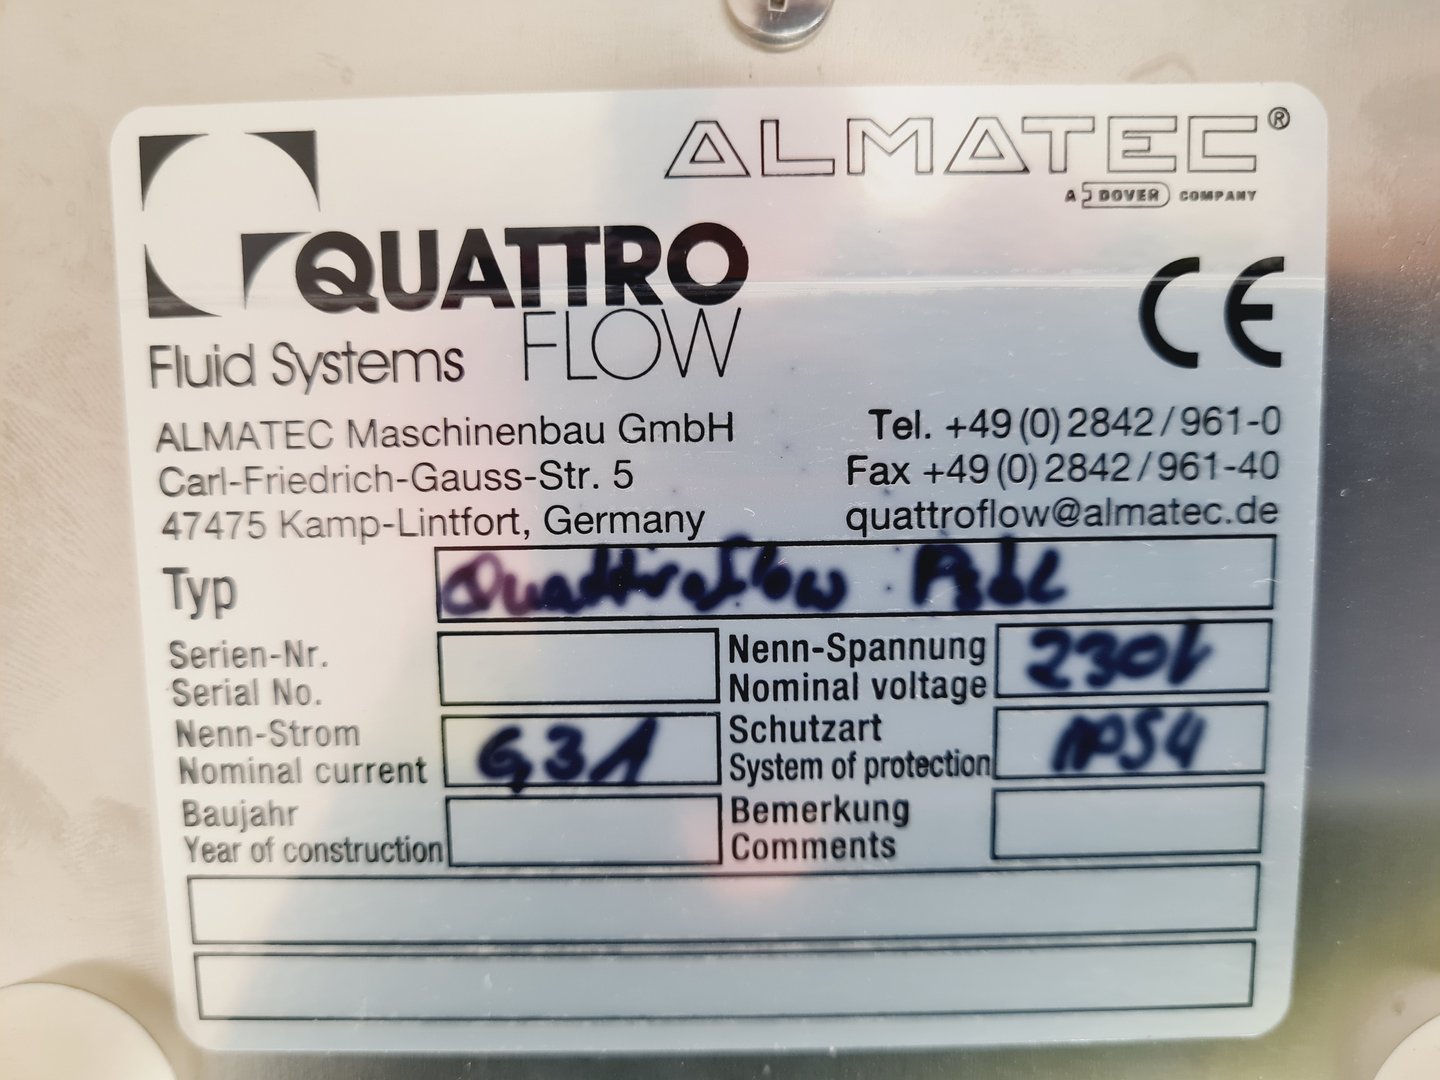 ALMATEC®
A DOVER COMPANY
QUATTRO
FLOW
Fluid Systems
CE
ALMATEC Maschinenbau GmbH
Carl-Friedrich-Gauss-Str. 5
47475 Kamp-Lintfort, Germany
Tel. +49 (0) 2842 / 961-0
Fax +49 (0) 2842 / 961-40
quattroflow@almatec.de
Typ Quattroflow
Serien-Nr.
Serial No.
Nenn-Spannung
Nominal voltage 230V
Nenn-Strom
Nominal current
Schutzart
System of protection IP54
Baujahr
Year of construction
Bemerkung
Comments